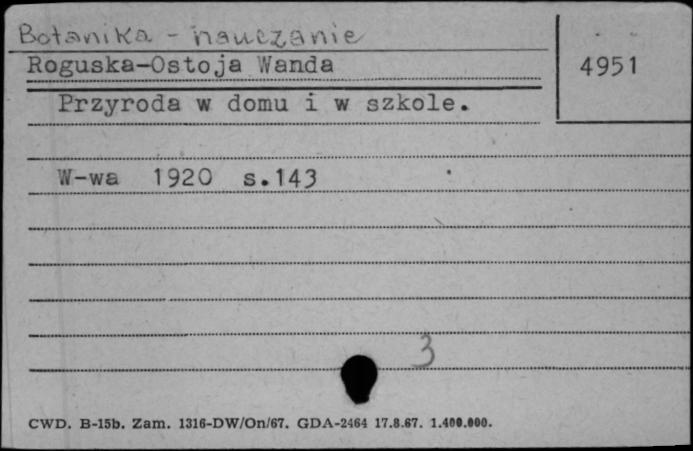 Botanika - nauczanie
Roguska-Ostoja Wanda
4951
Przyroda w domu i w szkole.
W-wa 1920 s.143
3
CWD. B-15b. Zam. 1316-DW/On/67. GDA-2464 17.8.67. 1.400.000.